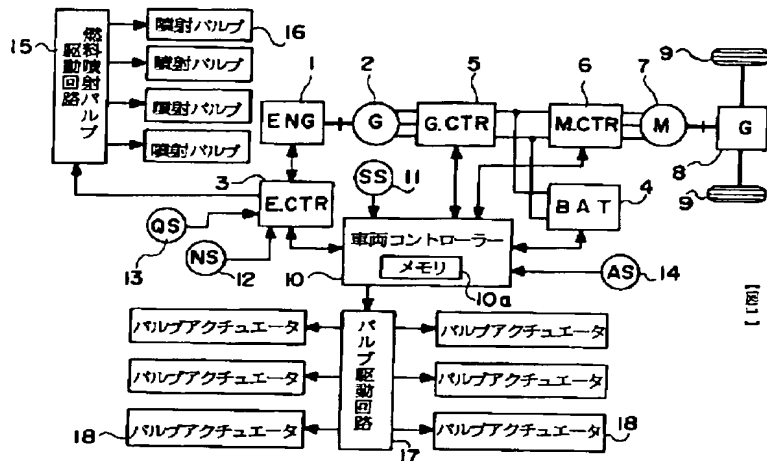 15
燃料噴射バルブ
駆動回路
噴射バルブ
16
噴射バルブ
噴射バルブ
噴射バルブ
1
ENG
2
G
5
G.CTR
6
M.CTR
7
M
9
G
8
9
3
E.CTR
SS
11
4
BAT
QS
13
NS
12
車両コントローラー
10
メモリ
10a
AS
14
【図1】
バルブアクチュエータ
バルブアクチュエータ
バルブアクチュエータ
18
バルブ駆動回路
17
バルブアクチュエータ
バルブアクチュエータ
バルブアクチュエータ
18